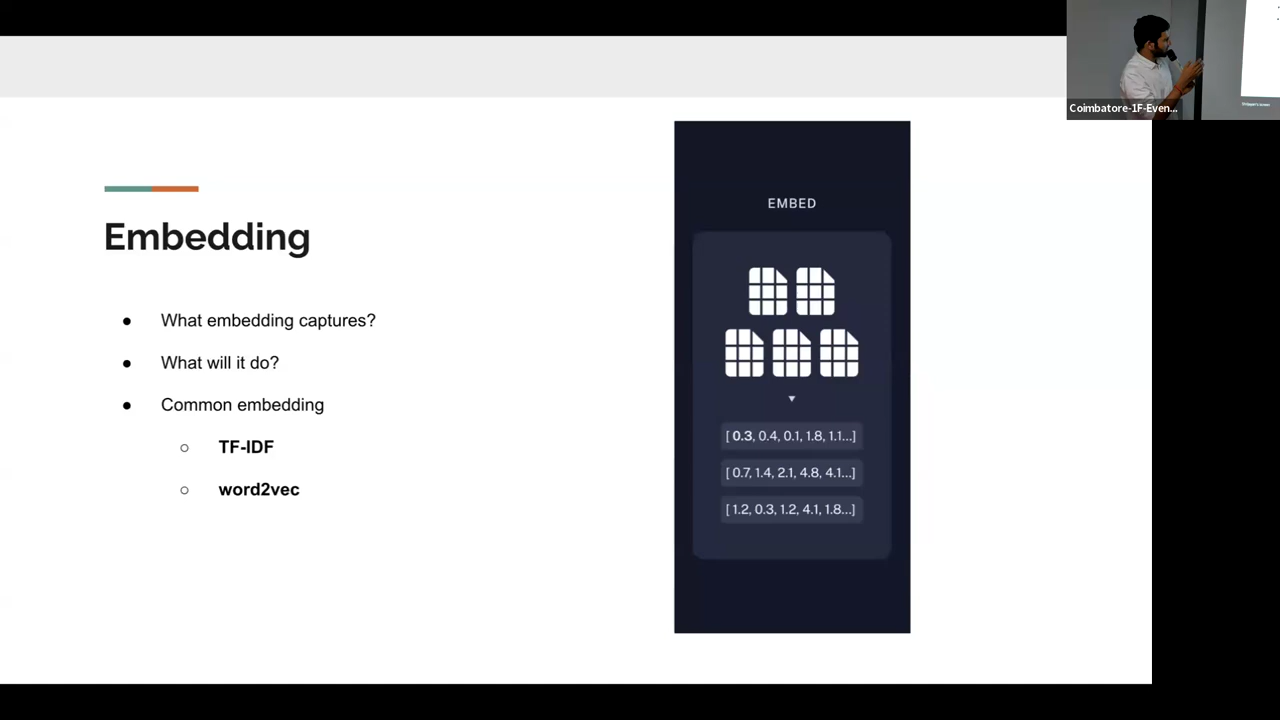 Coimbatore-1F-Even...
Embedding
● What embedding captures?
● What will it do?
● Common embedding
○ TF-IDF
○ word2vec
EMBED
[ 0.3, 0.4, 0.1, 1.8, 1.1...]
[ 0.7, 1.4, 2.1, 4.8, 4.1...]
[ 1.2, 0.3, 1.2, 4.1, 1.8...]